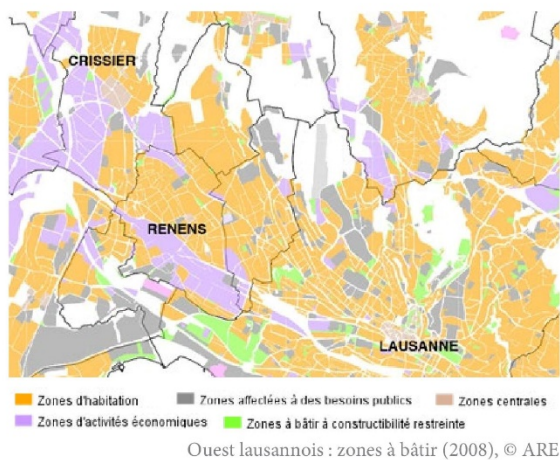 CRISSIER
RENENS
LAUSANNE
Zones d'habitation
Zones affectées à des besoins publics
Zones centrales
Zones d'activités économiques
Zones à bâtir à constructibilité restreinte
Ouest lausannois : zones à bâtir (2008), © ARE